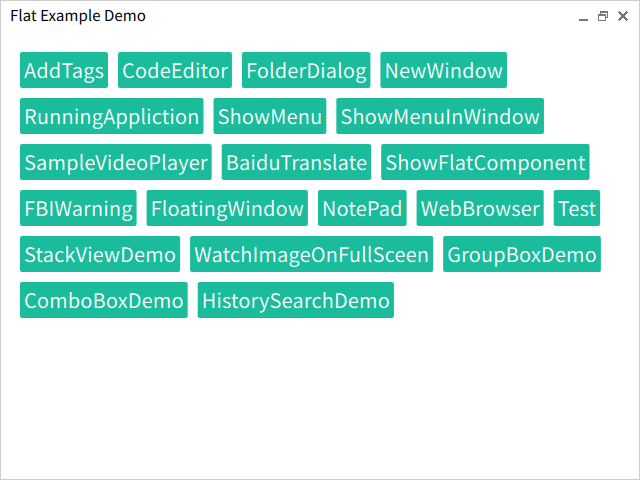 Flat Example Demo
AddTags CodeEditor FolderDialog NewWindow
RunningAppliction ShowMenu ShowMenuInWindow
SampleVideoPlayer BaiduTranslate ShowFlatComponent
FBIWarning FloatingWindow NotePad WebBrowser Test
StackViewDemo WatchImageOnFullSceen GroupBoxDemo
ComboBoxDemo HistorySearchDemo